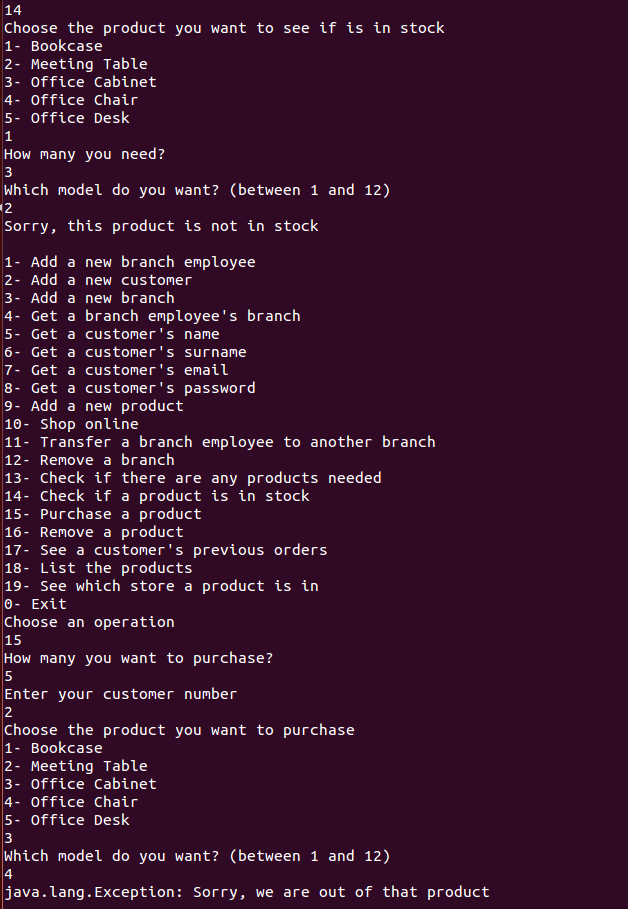 14
Choose the product you want to see if is in stock
1- Bookcase
2- Meeting Table
3- Office Cabinet
4- Office Chair
5- Office Desk
1
How many you need?
3
Which model do you want? (between 1 and 12)
2
Sorry, this product is not in stock

1- Add a new branch employee
2- Add a new customer
3- Add a new branch
4- Get a branch employee's branch
5- Get a customer's name
6- Get a customer's surname
7- Get a customer's email
8- Get a customer's password
9- Add a new product
10- Shop online
11- Transfer a branch employee to another branch
12- Remove a branch
13- Check if there are any products needed
14- Check if a product is in stock
15- Purchase a product
16- Remove a product
17- See a customer's previous orders
18- List the products
19- See which store a product is in
0- Exit
Choose an operation
15
How many you want to purchase?
5
Enter your customer number
2
Choose the product you want to purchase
1- Bookcase
2- Meeting Table
3- Office Cabinet
4- Office Chair
5- Office Desk
3
Which model do you want? (between 1 and 12)
4
java.lang.Exception: Sorry, we are out of that product